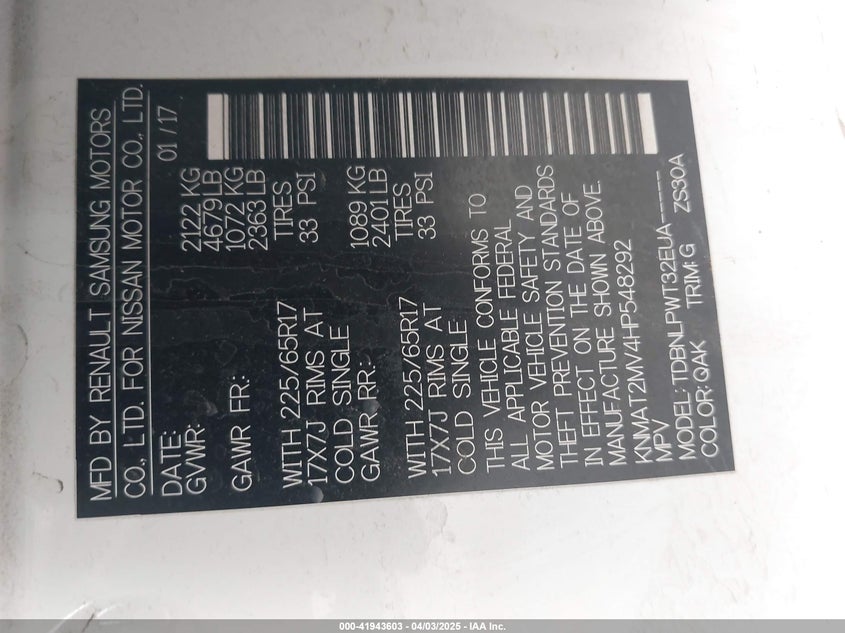 MFD BY RENAULT SAMSUNG MOTORS
CO., LTD. FOR NISSAN MOTOR CO., LTD.
DATE: 01 / 17
GVWR: 2122 KG
4679 LB
GAWR FR: 1072 KG
2363 LB
WITH 225/65R17 TIRES
17X7J RIMS AT 33 PSI
COLD SINGLE
GAWR RR: 1089 KG
2401 LB
WITH 225/65R17 TIRES
17X7J RIMS AT 33 PSI
COLD SINGLE
THIS VEHICLE CONFORMS TO
ALL APPLICABLE FEDERAL
MOTOR VEHICLE SAFETY AND
THEFT PREVENTION STANDARDS
IN EFFECT ON THE DATE OF
MANUFACTURE SHOWN ABOVE.
KNMAT2MV4HP548292
MPV
MODEL: TDBNLPWT32EUA-----
COLOR: QAK TRIM: G ZS30A
000-41943603 - 04/03/2025 - IAA Inc.